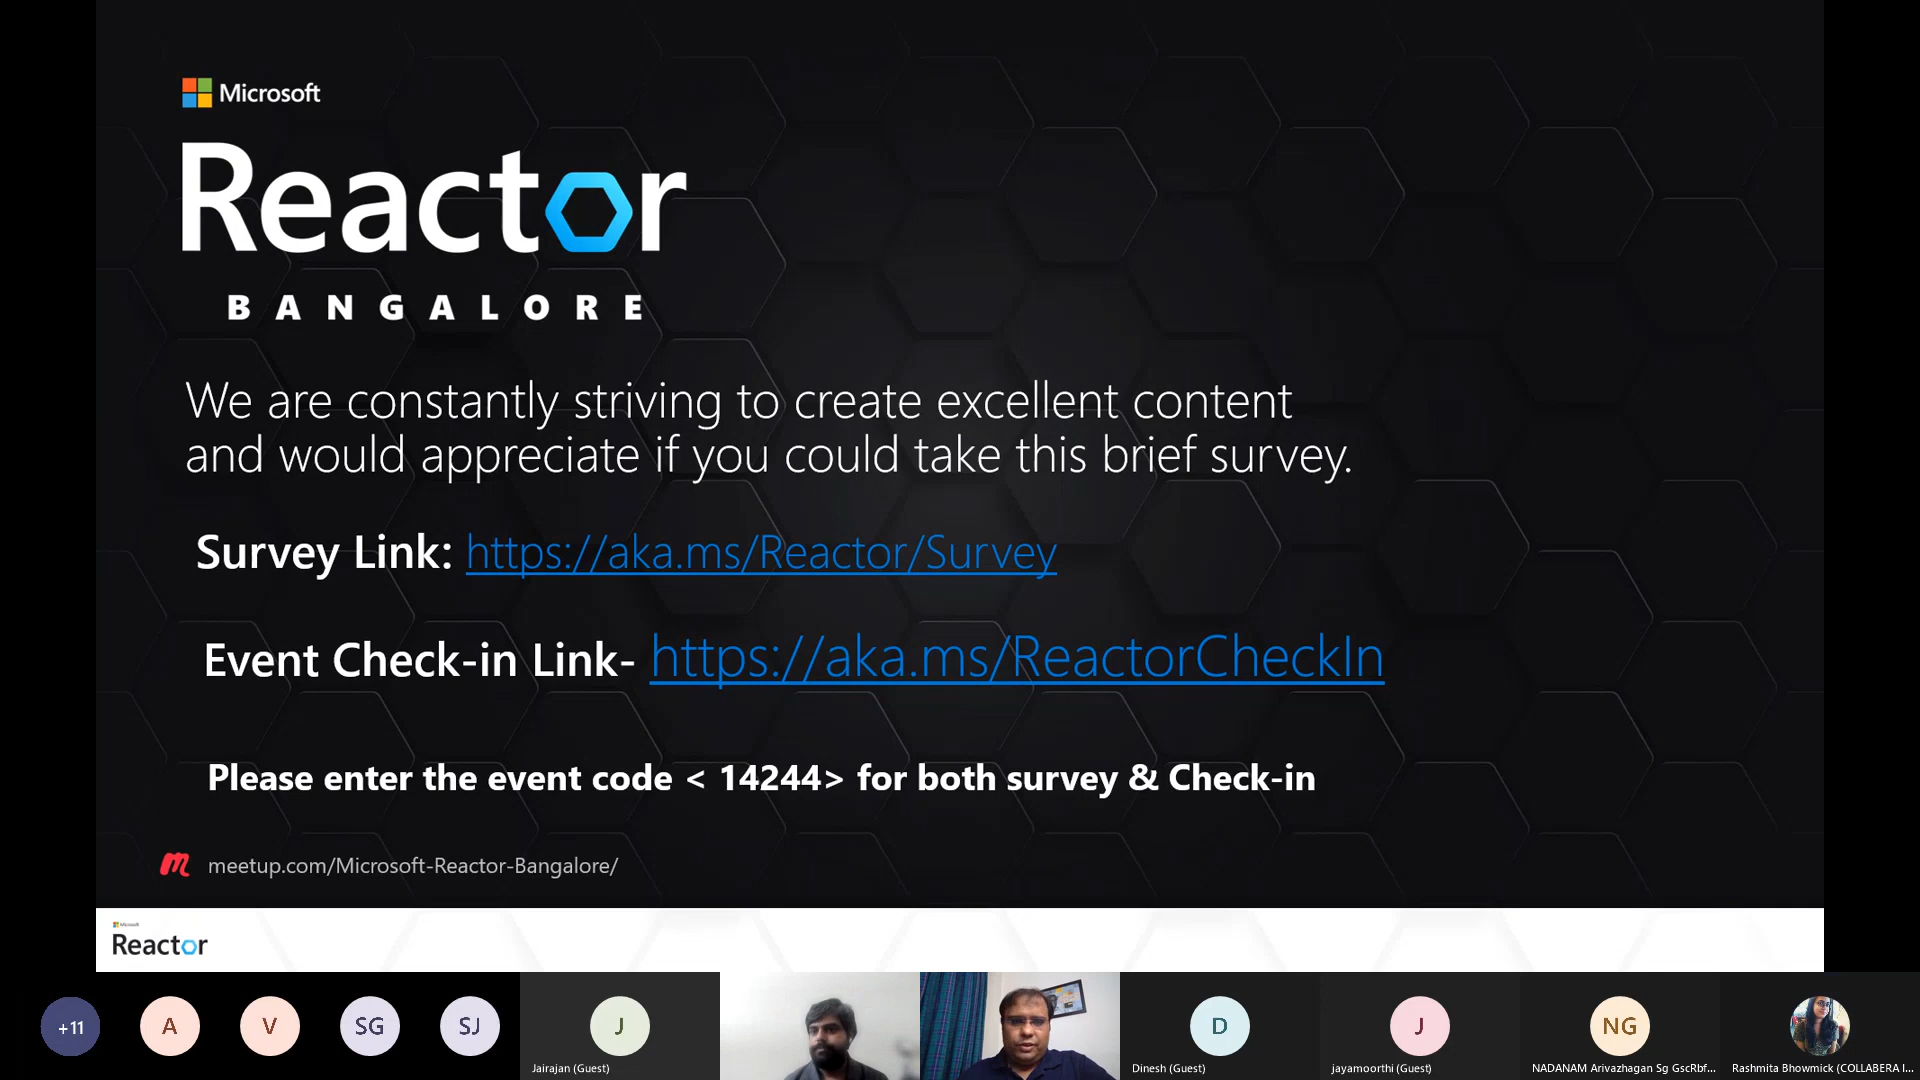 Microsoft
Reactor
BANGALORE
We are constantly striving to create excellent content
and would appreciate if you could take this brief survey.
Survey Link: https://aka.ms/Reactor/Survey
Event Check-in Link- https://aka.ms/ReactorCheckIn
Please enter the event code < 14244> for both survey & Check-in
meetup.com/Microsoft-Reactor-Bangalore/
Microsoft
Reactor
+11
A
V
SG
SJ
J
D
J
NG
Jairajan (Guest)
Dinesh (Guest)
jayamoorthi (Guest)
NADANAM Arivazhagan Sg GscRbf...
Rashmita Bhowmick (COLLABERA I...